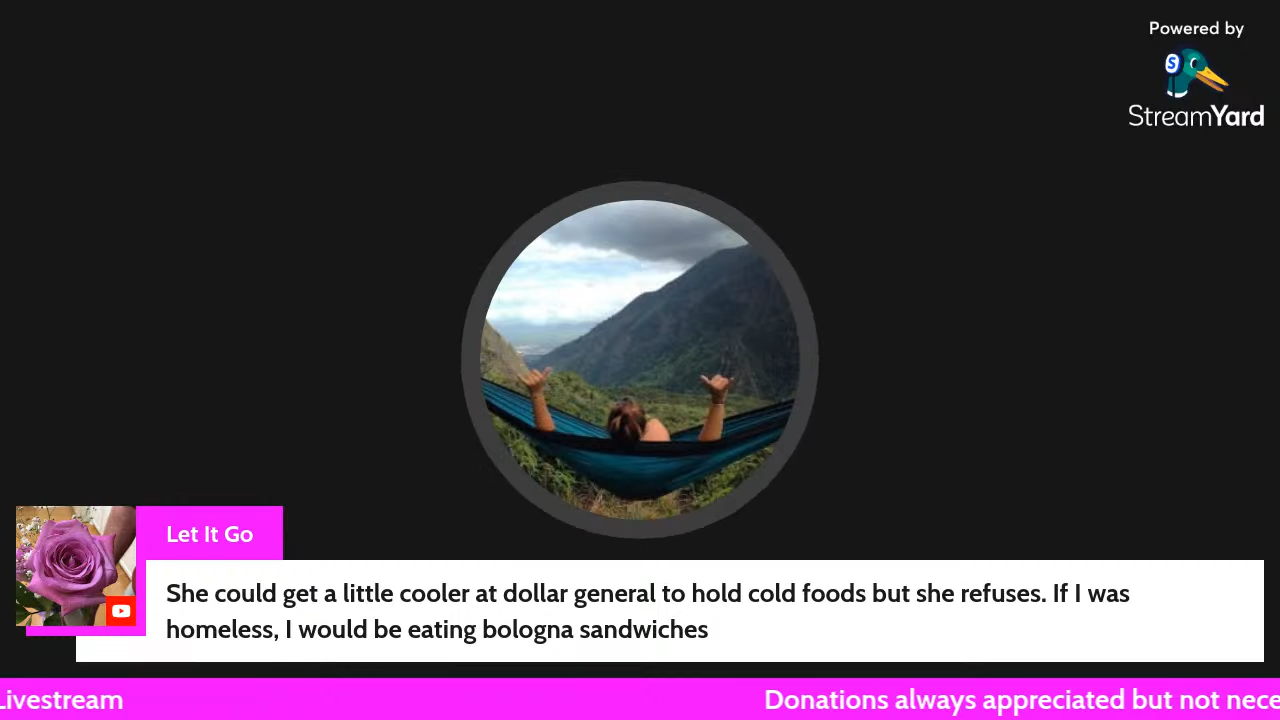 Powered by
S
StreamYard
Let It Go
She could get a little cooler at dollar general to hold cold foods but she refuses. If I was
homeless, I would be eating bologna sandwiches
Livestream
Donations always appreciated but not nece